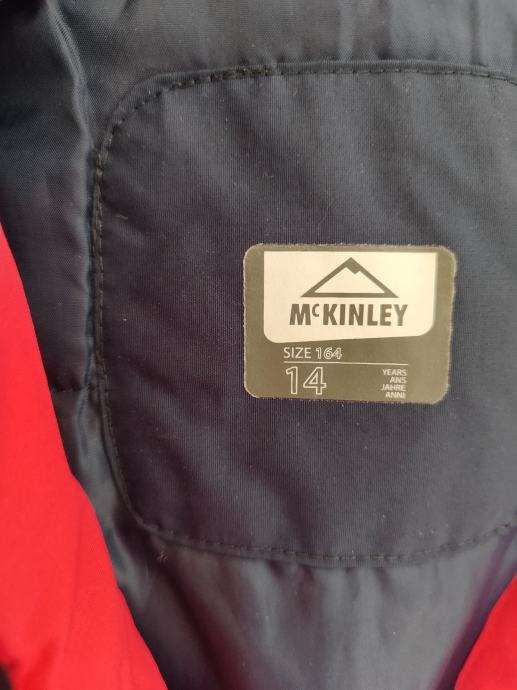 McKINLEY
SIZE 164
14
YEARS
ANS
JAHRE
ANNI